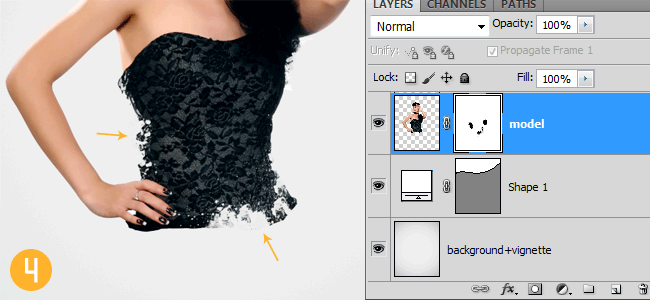 LAYERS CHANNELS PATHS
Normal Opacity: 100%
Unify: Propagate Frame 1
Lock: Fill: 100%
model
Shape 1
background+vignette
fx.
4